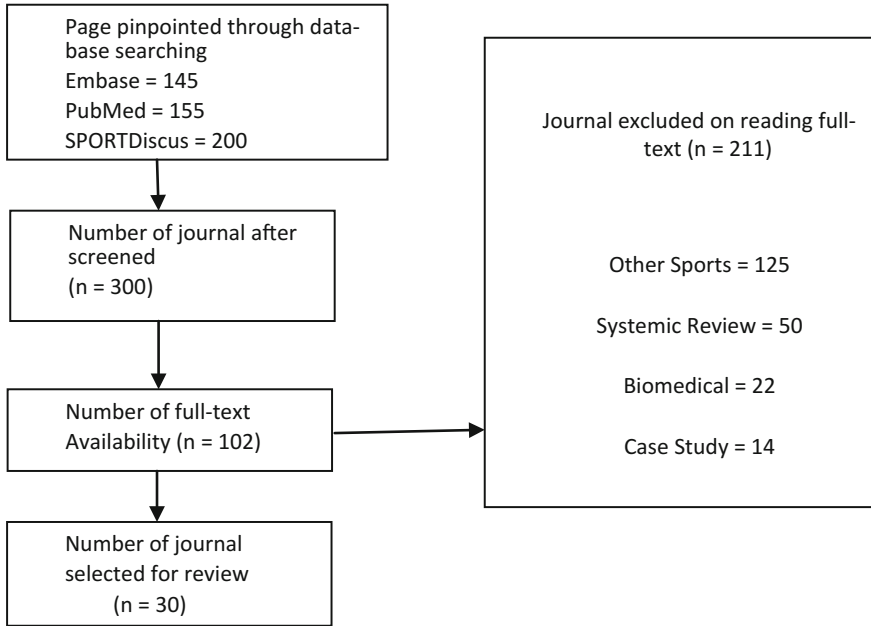 Page pinpointed through data-
base searching
Embase = 145
PubMed = 155
SPORTDiscus = 200
Number of journal after
screened
(n = 300)
Number of full-text
Availability (n = 102)
Number of journal
selected for review
(n = 30)
Journal excluded on reading full-
text (n = 211)
Other Sports = 125
Systemic Review = 50
Biomedical = 22
Case Study = 14